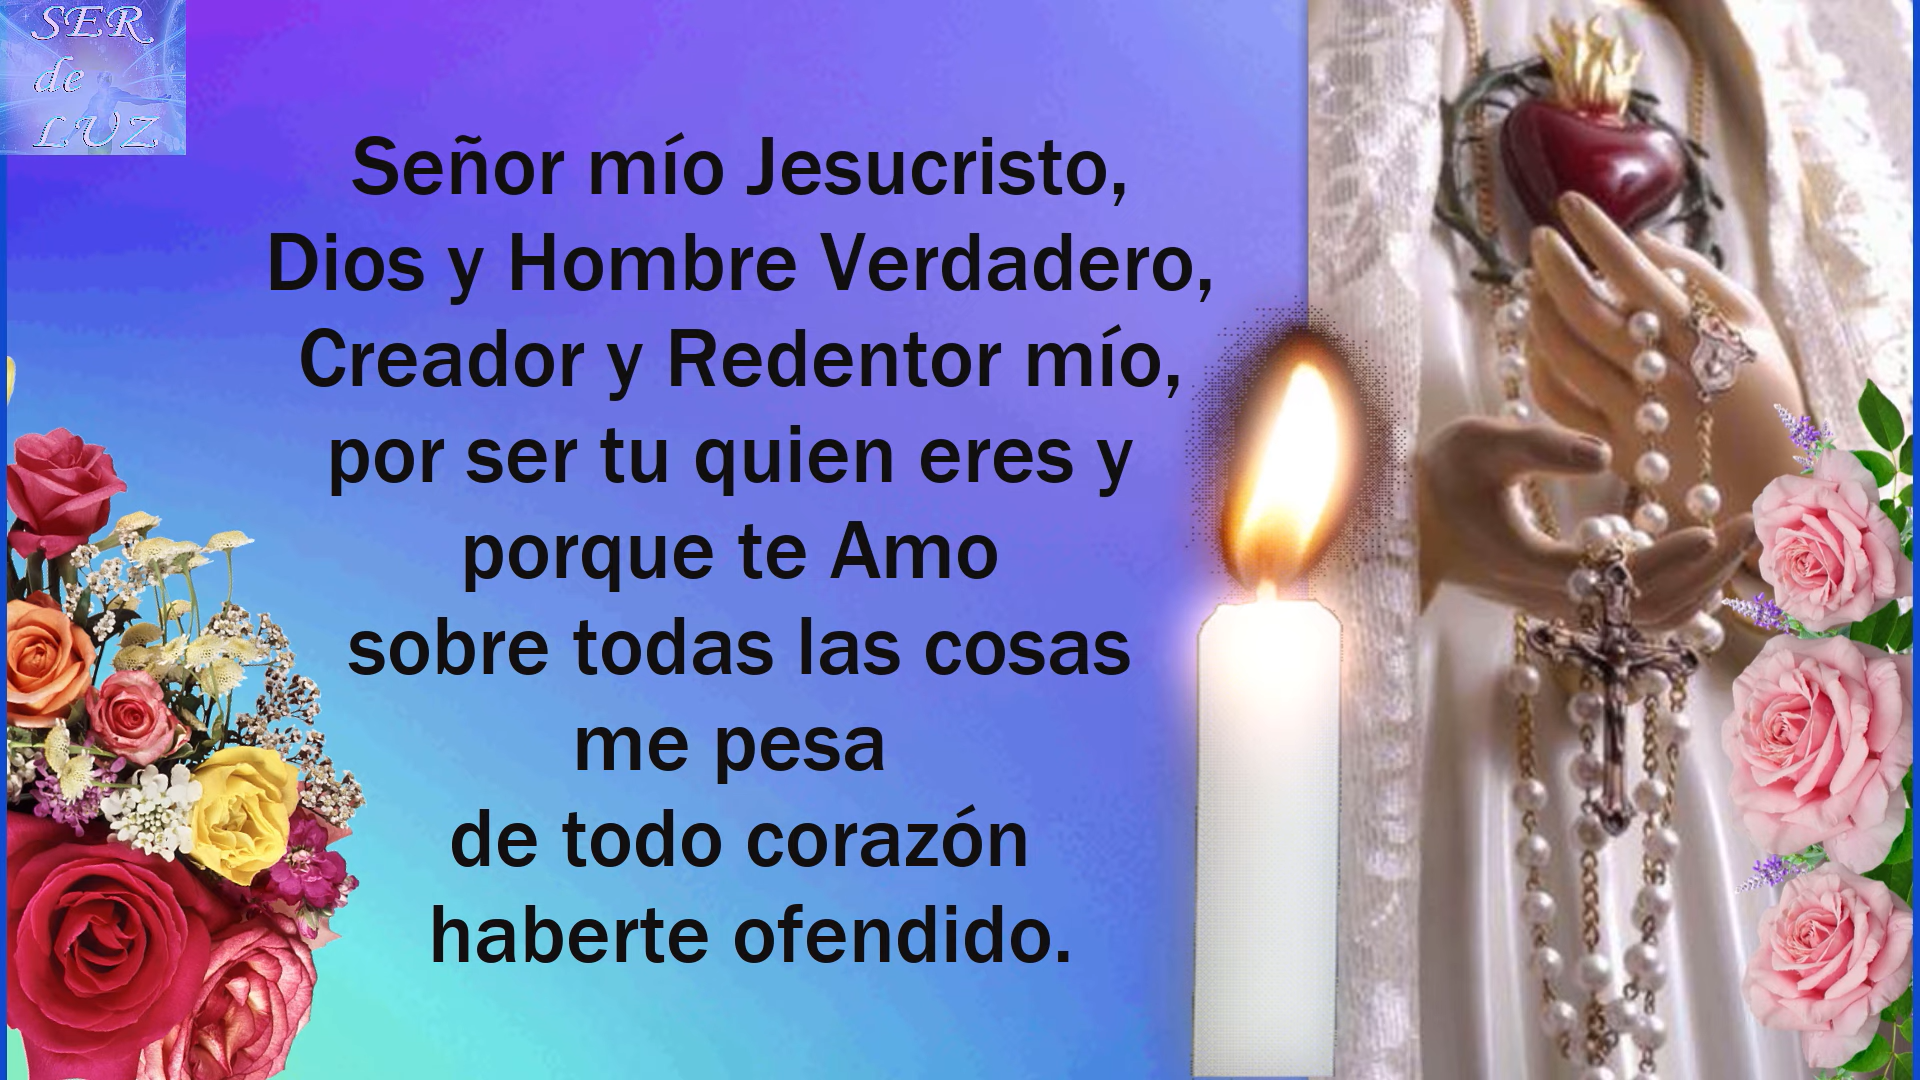 SER
de
LUZ
Señor mío Jesucristo,
Dios y Hombre Verdadero,
Creador y Redentor mío,
por ser tu quien eres y
porque te Amo
sobre todas las cosas
me pesa
de todo corazón
haberte ofendido.